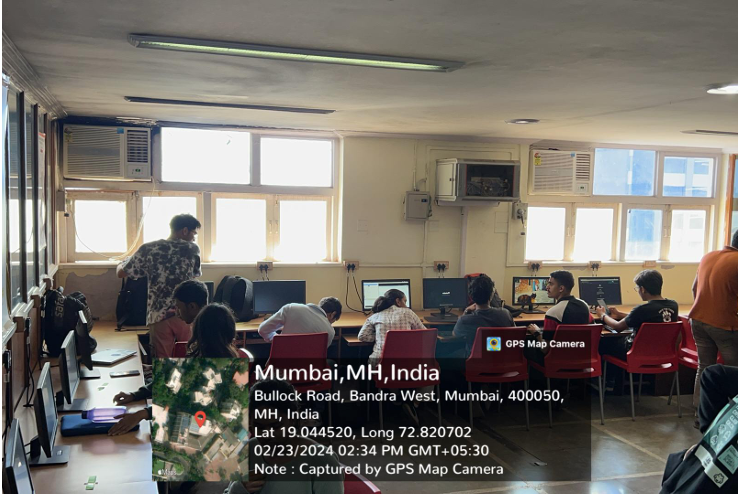 GPS Map Camera
Mumbai,MH,India
Bullock Road, Bandra West, Mumbai, 400050,
MH, India
Lat 19.044520, Long 72.820702
02/23/2024 02:34 PM GMT+05:30
Note : Captured by GPS Map Camera